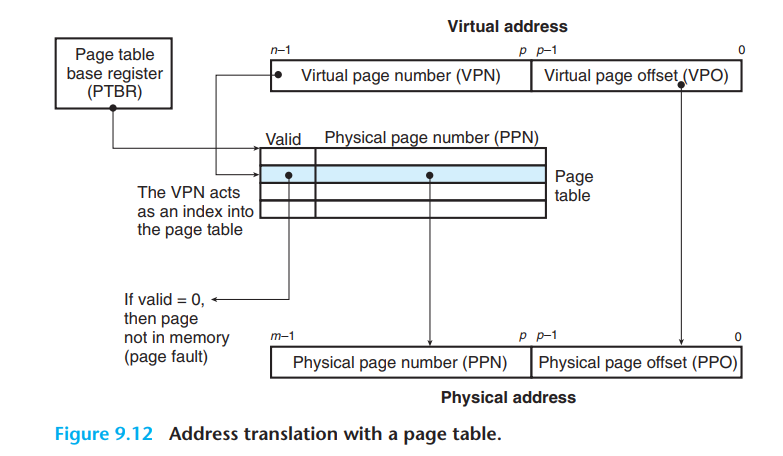 Virtual address
Page table
base register
(PTBR)
n–1
p p–1
0
Virtual page number (VPN)
Virtual page offset (VPO)
Valid
Physical page number (PPN)
The VPN acts
as an index into
the page table
Page
table
If valid = 0,
then page
not in memory
(page fault)
m–1
p p–1
0
Physical page number (PPN)
Physical page offset (PPO)
Physical address
Figure 9.12 Address translation with a page table.